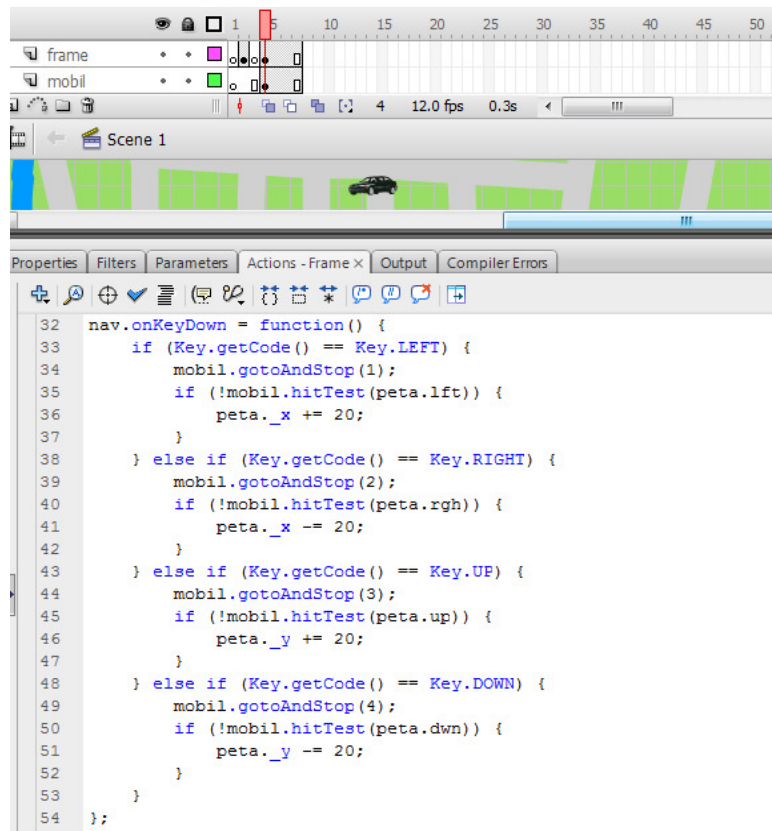 1 5 10 15 20 25 30 35 40 45 50
frame
mobil
4 12.0 fps 0.3s
Scene 1
Properties Filters Parameters Actions - Frame × Output Compiler Errors
32 nav.onKeyDown = function() {
33 if (Key.getCode() == Key.LEFT) {
34 mobil.gotoAndStop(1);
35 if (!mobil.hitTest(peta.lft)) {
36 peta._x += 20;
37 }
38 } else if (Key.getCode() == Key.RIGHT) {
39 mobil.gotoAndStop(2);
40 if (!mobil.hitTest(peta.rgh)) {
41 peta._x -= 20;
42 }
43 } else if (Key.getCode() == Key.UP) {
44 mobil.gotoAndStop(3);
45 if (!mobil.hitTest(peta.up)) {
46 peta._y += 20;
47 }
48 } else if (Key.getCode() == Key.DOWN) {
49 mobil.gotoAndStop(4);
50 if (!mobil.hitTest(peta.dwn)) {
51 peta._y -= 20;
52 }
53 }
54 };